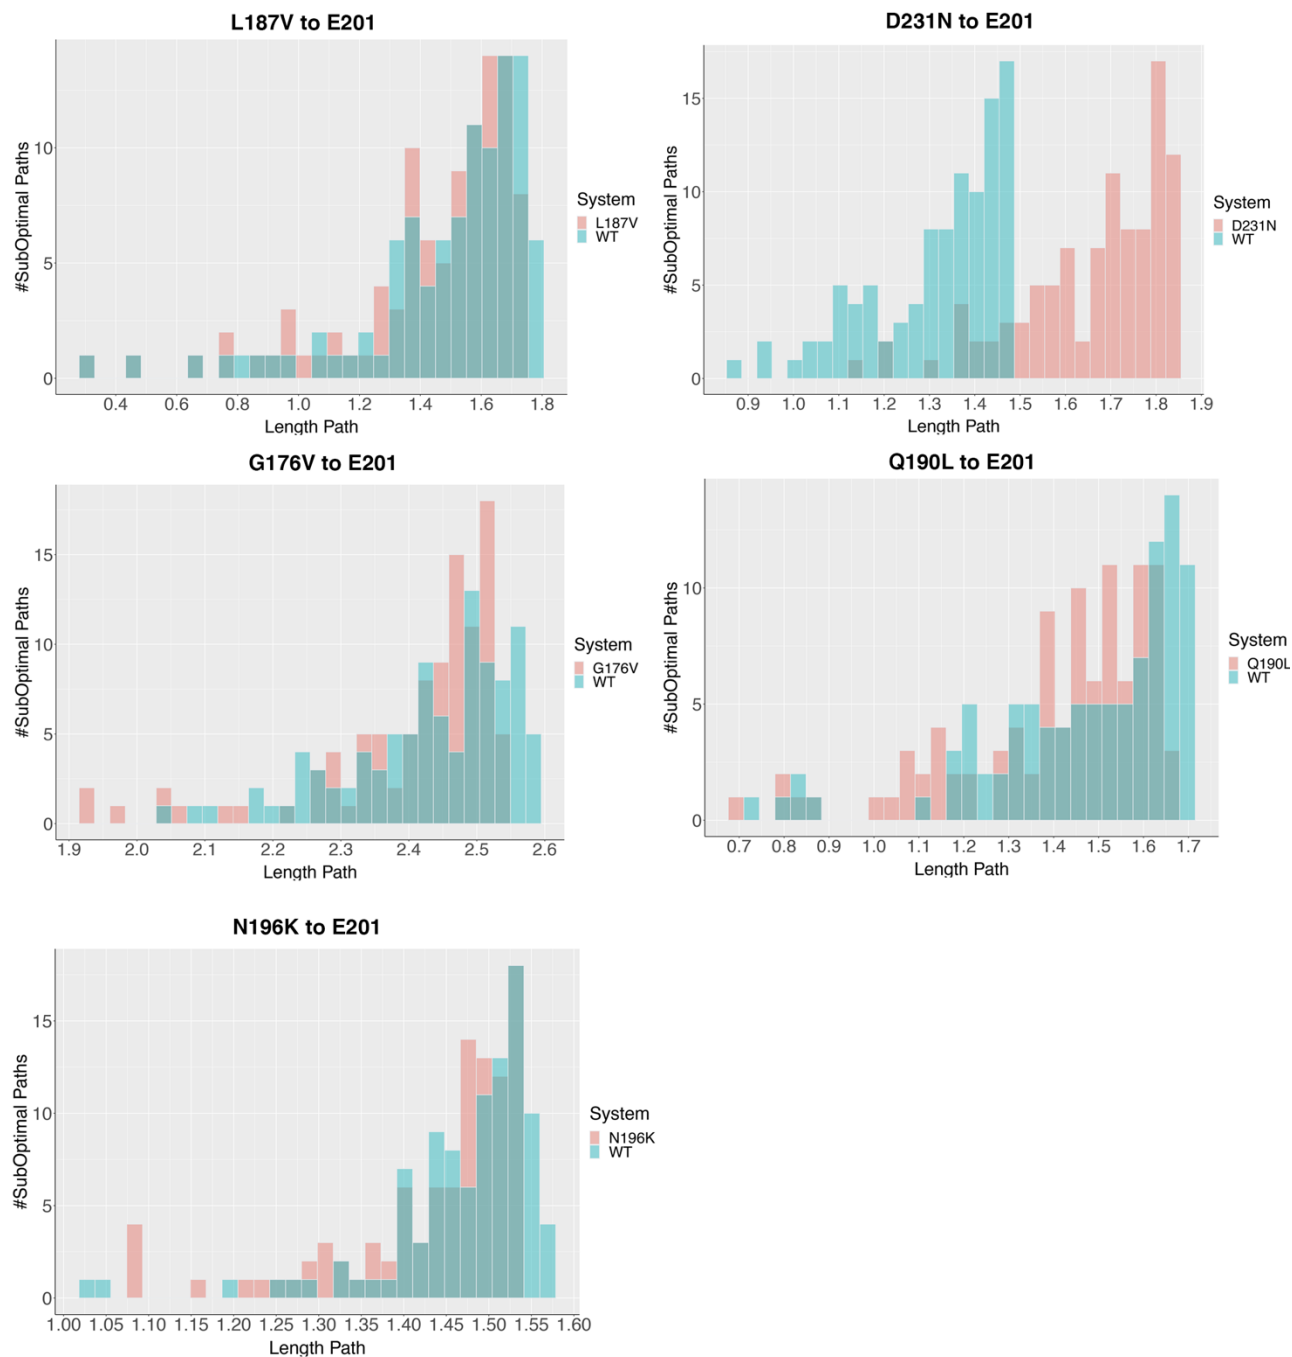 L187V to E201
#SubOptimal Paths
10
5
0
0.4 0.6 0.8 1.0 1.2 1.4 1.6 1.8
Length Path
System
L187V
WT
D231N to E201
#SubOptimal Paths
15
10
5
0
0.9 1.0 1.1 1.2 1.3 1.4 1.5 1.6 1.7 1.8 1.9
Length Path
System
D231N
WT
G176V to E201
#SubOptimal Paths
15
10
5
0
1.9 2.0 2.1 2.2 2.3 2.4 2.5 2.6
Length Path
System
G176V
WT
Q190L to E201
#SubOptimal Paths
10
5
0
0.7 0.8 0.9 1.0 1.1 1.2 1.3 1.4 1.5 1.6 1.7
Length Path
System
Q190L
WT
N196K to E201
#SubOptimal Paths
15
10
5
0
1.00 1.05 1.10 1.15 1.20 1.25 1.30 1.35 1.40 1.45 1.50 1.55 1.60
Length Path
System
N196K
WT